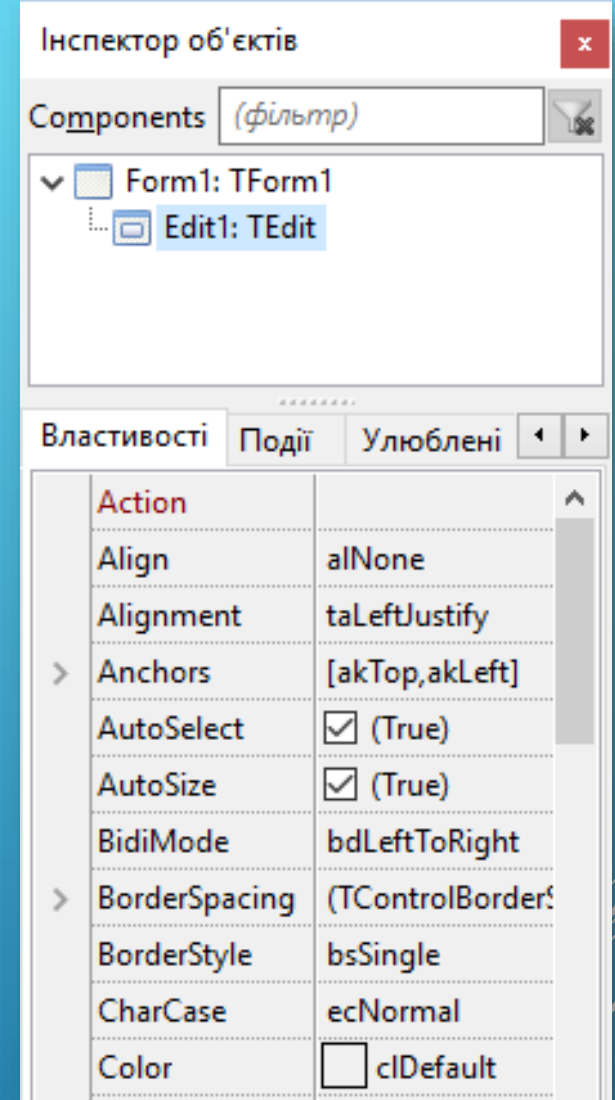 Інспектор об'єктів x
Components (фільтр)
Form1: TForm1
Edit1: TEdit
Властивості Події Улюблені
Action
Align alNone
Alignment taLeftJustify
Anchors [akTop,akLeft]
AutoSelect (True)
AutoSize (True)
BidiMode bdLeftToRight
BorderSpacing (TControlBorderS
BorderStyle bsSingle
CharCase ecNormal
Color clDefault